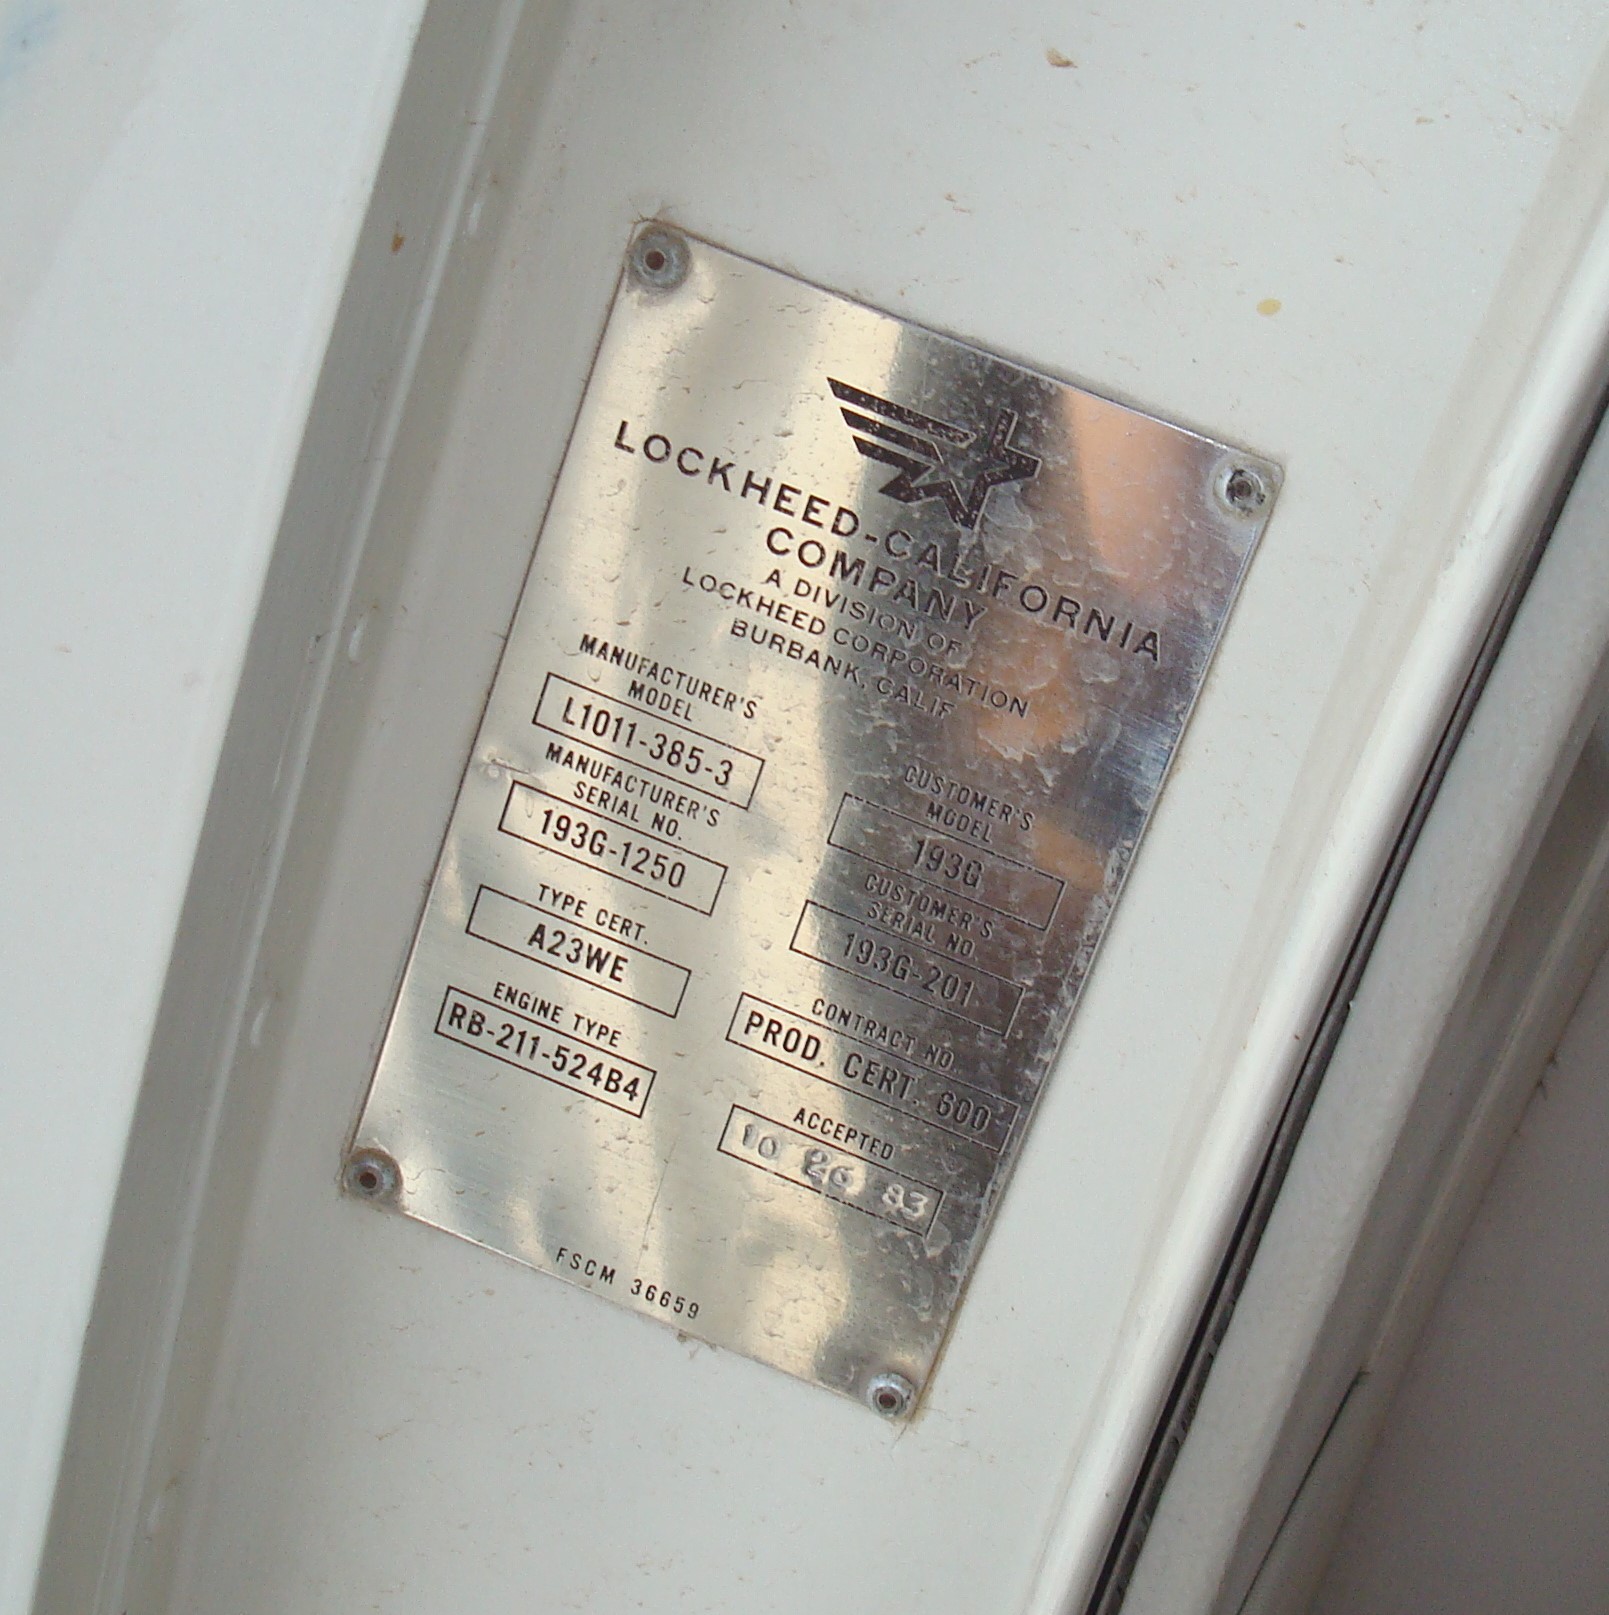 LOCKHEED-CALIFORNIA
COMPANY
A DIVISION OF
LOCKHEED CORPORATION
BURBANK, CALIF
MANUFACTURER'S
MODEL
L1011-385-3
MANUFACTURER'S
SERIAL NO.
193G-1250
TYPE CERT.
A23WE
ENGINE TYPE
RB-211-524B4
CUSTOMER'S
MODEL
193G
CUSTOMER'S
SERIAL NO.
193G-201
CONTRACT NO.
PROD. CERT. 600
ACCEPTED
10 26 83
FSCM 36659